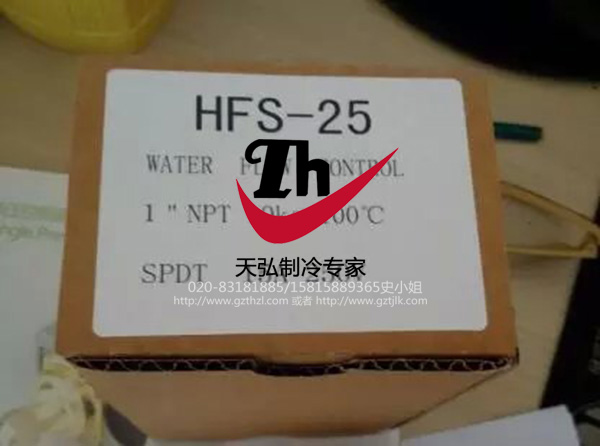 HFS-25
WATER CONTROL
Th
1" NPT 100℃
天弘制冷专家
SPDT
020-83181885/15815889365史小姐
http://www.gzthzl.com 或者 http://www.gztjlk.com